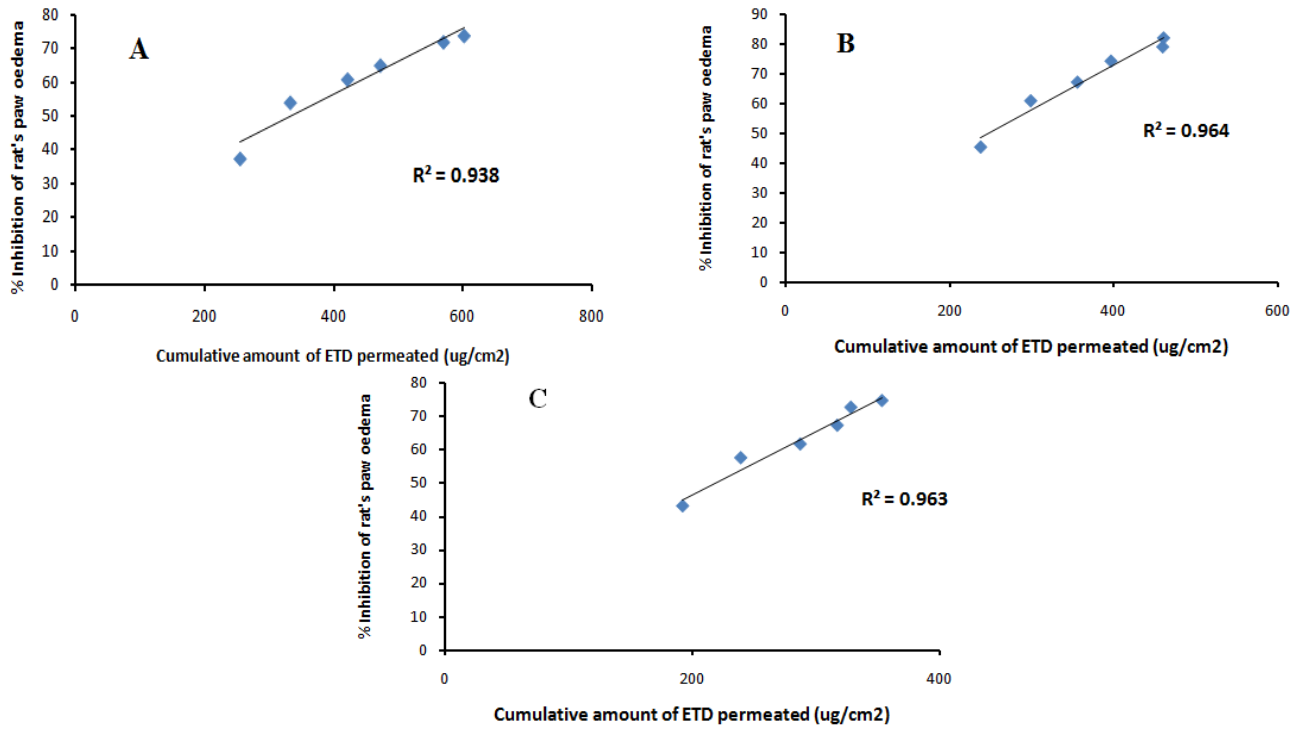 A
% Inhibition of rat's paw oedema
80
70
60
50
40
30
20
10
0
0 200 400 600 800
R² = 0.938
Cumulative amount of ETD permeated (ug/cm2)
B
% Inhibition of rat's paw oedema
90
80
70
60
50
40
30
20
10
0
0 200 400 600
R² = 0.964
Cumulative amount of ETD permeated (ug/cm2)
C
% Inhibition of rat's paw oedema
80
70
60
50
40
30
20
10
0
0 200 400
R² = 0.963
Cumulative amount of ETD permeated (ug/cm2)